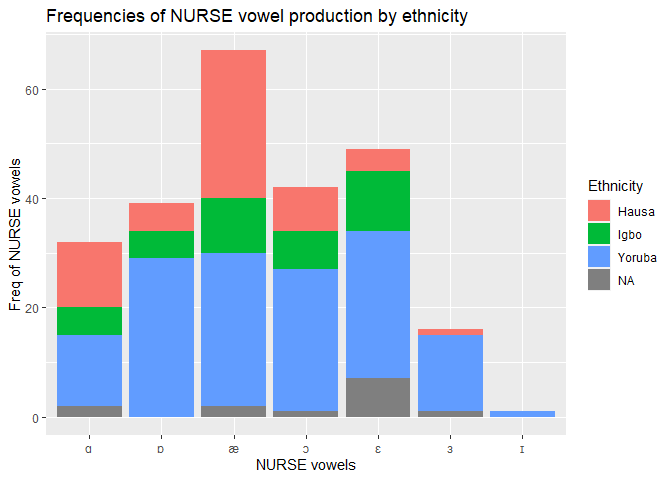 Frequencies of NURSE vowel production by ethnicity
Freq of NURSE vowels
60
40
20
0
ɑ
ɒ
æ
ɔ
ɛ
ɜ
ɪ
NURSE vowels
Ethnicity
Hausa
Igbo
Yoruba
NA